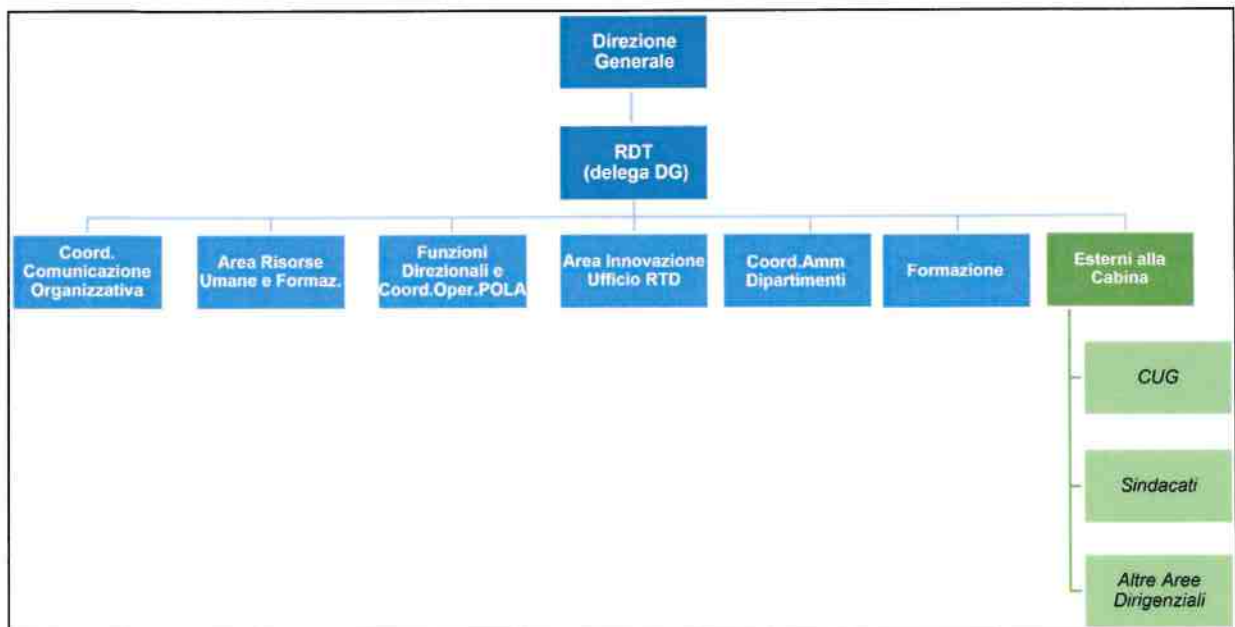 Direzione
Generale
RDT
(delega DG)
Coord.
Comunicazione
Organizzativa
Area Risorse
Umane e Formaz.
Funzioni
Direzionali e
Coord.Oper.POLA
Area Innovazione
Ufficio RTD
Coord.Amm
Dipartimenti
Formazione
Esterni alla
Cabina
CUG
Sindacati
Altre Aree
Dirigenziali